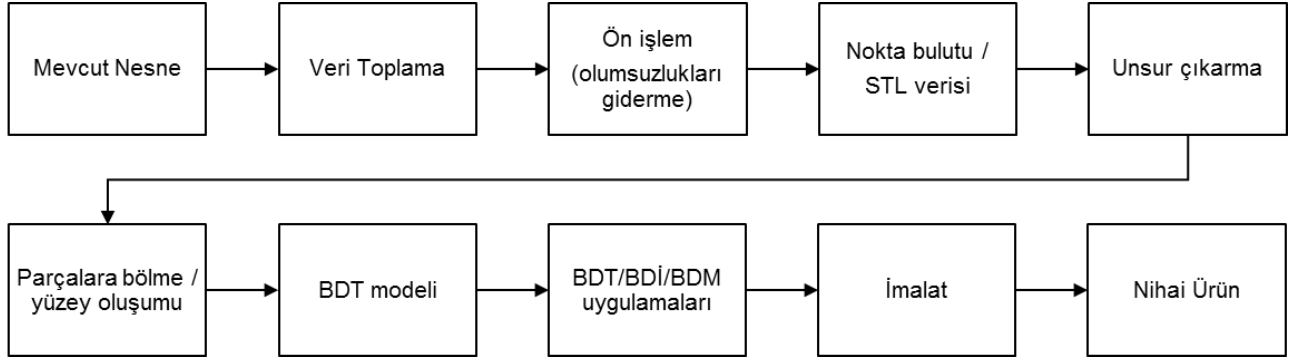 Mevcut Nesne
Veri Toplama
Ön işlem
(olumsuzlukları
giderme)
Nokta bulutu /
STL verisi
Unsur çıkarma
Parçalara bölme /
yüzey oluşumu
BDT modeli
BDT/BDİ/BDM
uygulamaları
İmalat
Nihai Ürün